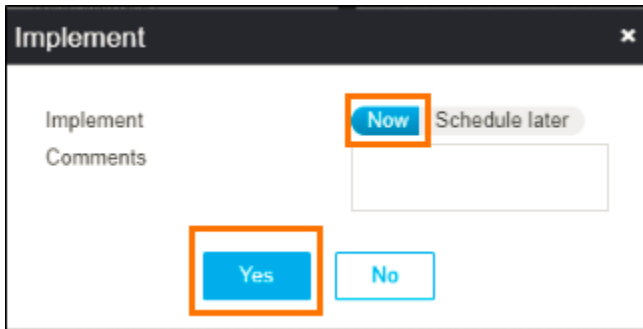 Implement
Implement Now Schedule later
Comments
Yes No